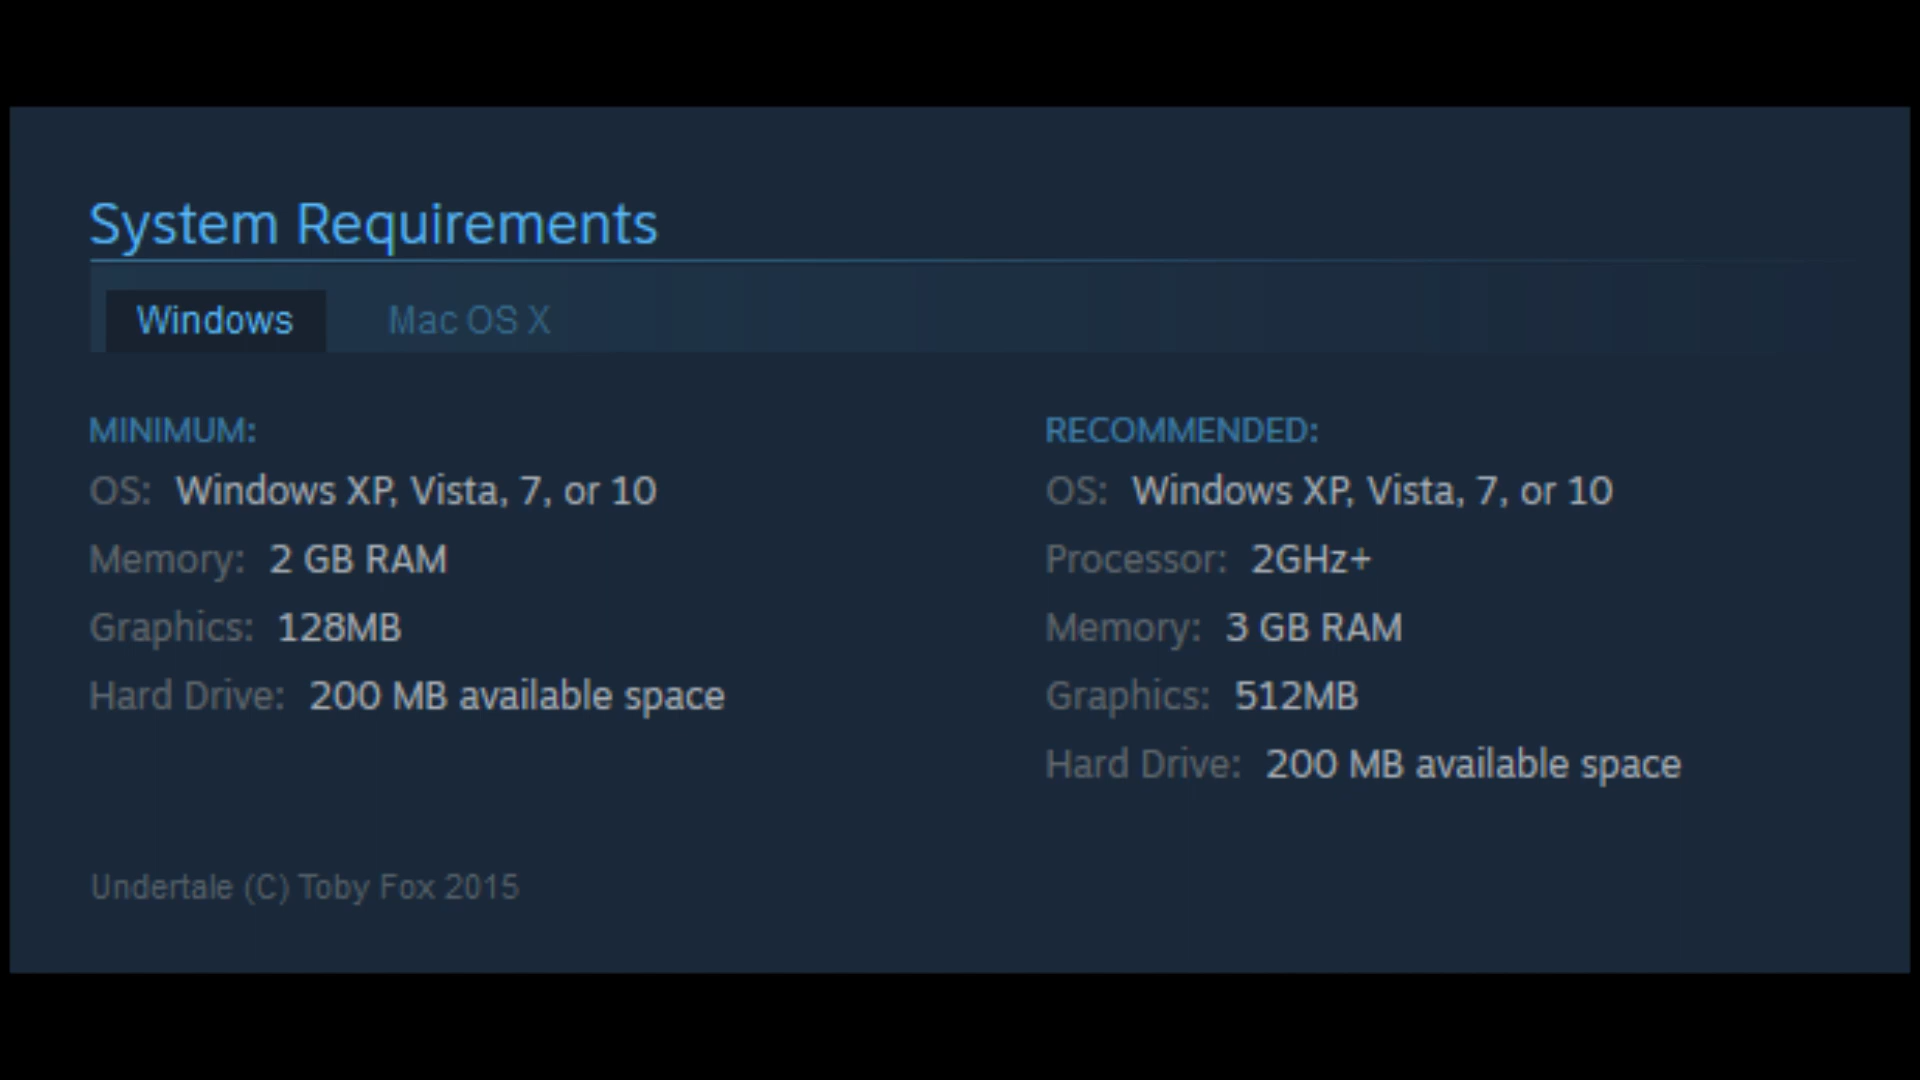 System Requirements
Windows
Mac OS X
MINIMUM:
OS: Windows XP, Vista, 7, or 10
Memory: 2 GB RAM
Graphics: 128MB
Hard Drive: 200 MB available space
RECOMMENDED:
OS: Windows XP, Vista, 7, or 10
Processor: 2GHz+
Memory: 3 GB RAM
Graphics: 512MB
Hard Drive: 200 MB available space
Undertale (C) Toby Fox 2015